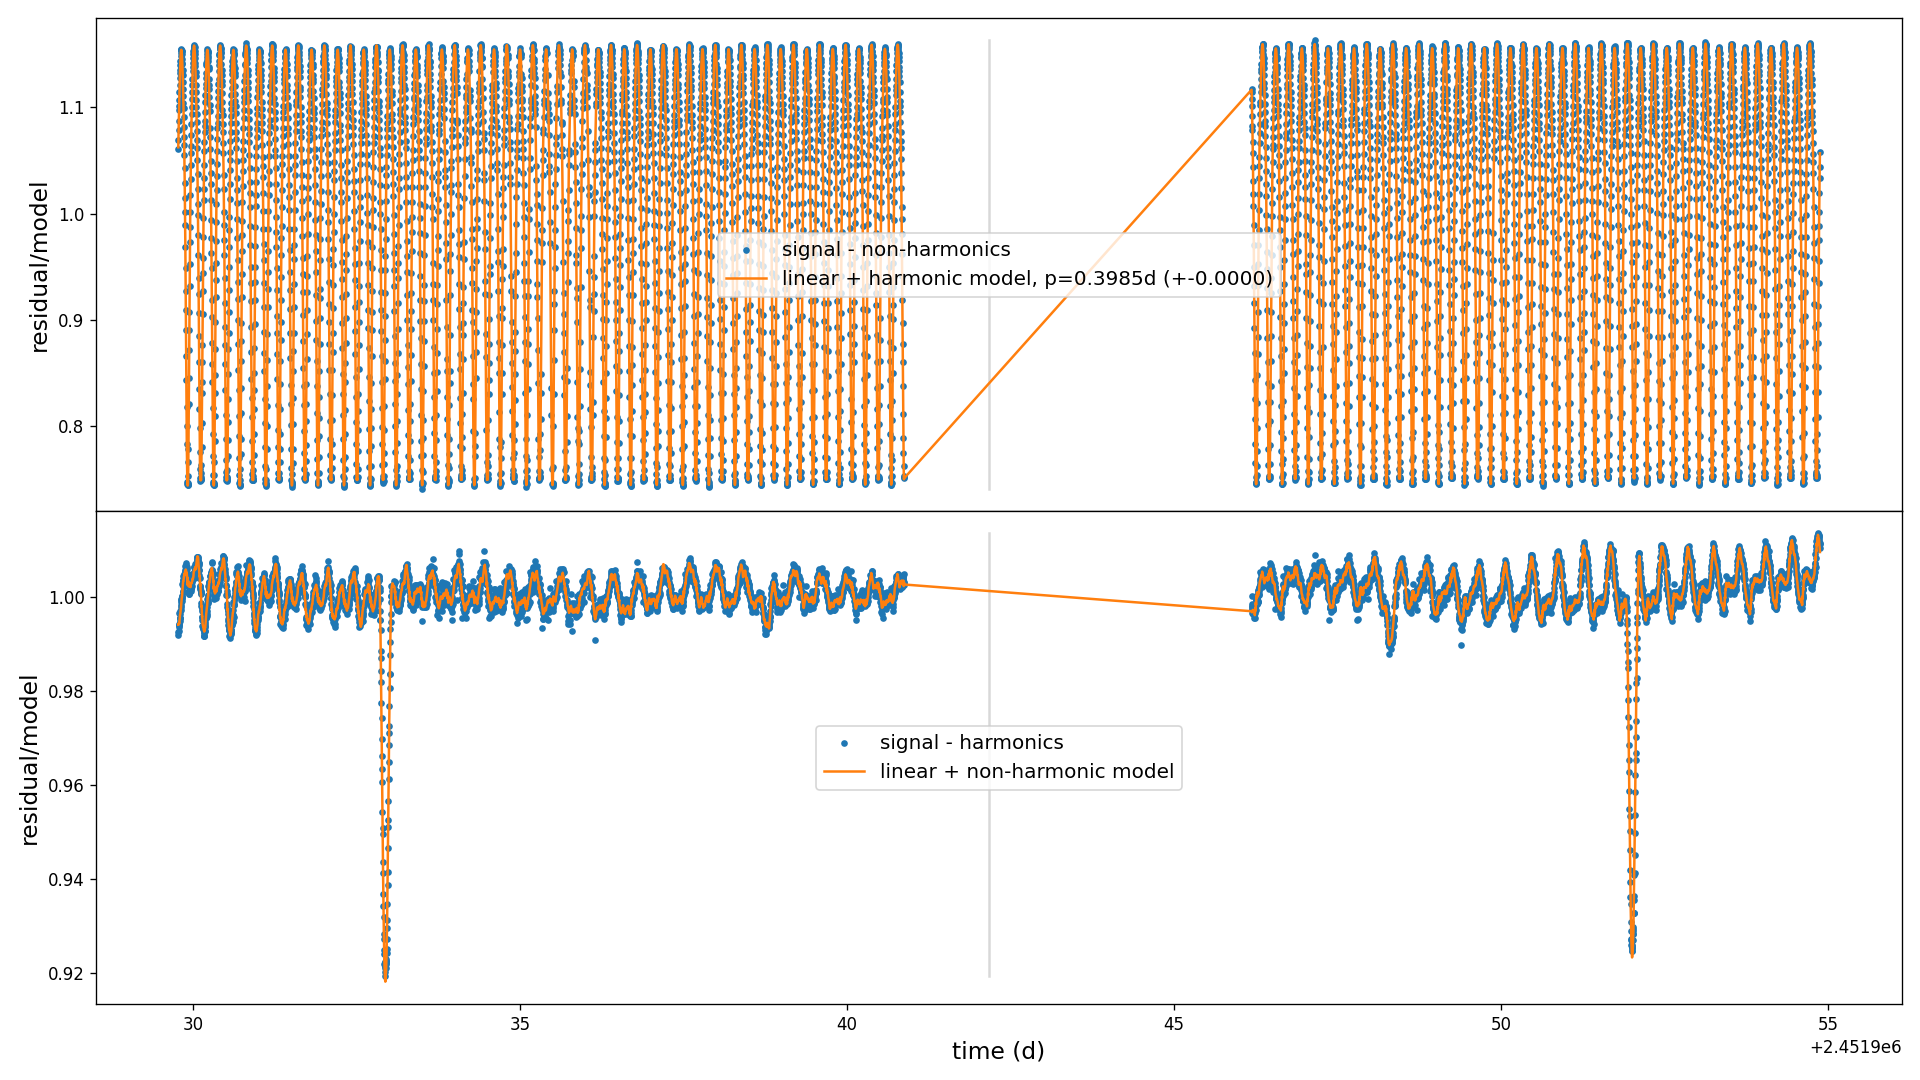 residual/model
1.1
1.0
0.9
0.8
signal - non-harmonics
linear + harmonic model, p=0.3985d (+-0.0000)
residual/model
1.00
0.98
0.96
0.94
0.92
signal - harmonics
linear + non-harmonic model
30
35
40
45
50
55
time (d)
+2.4519e6